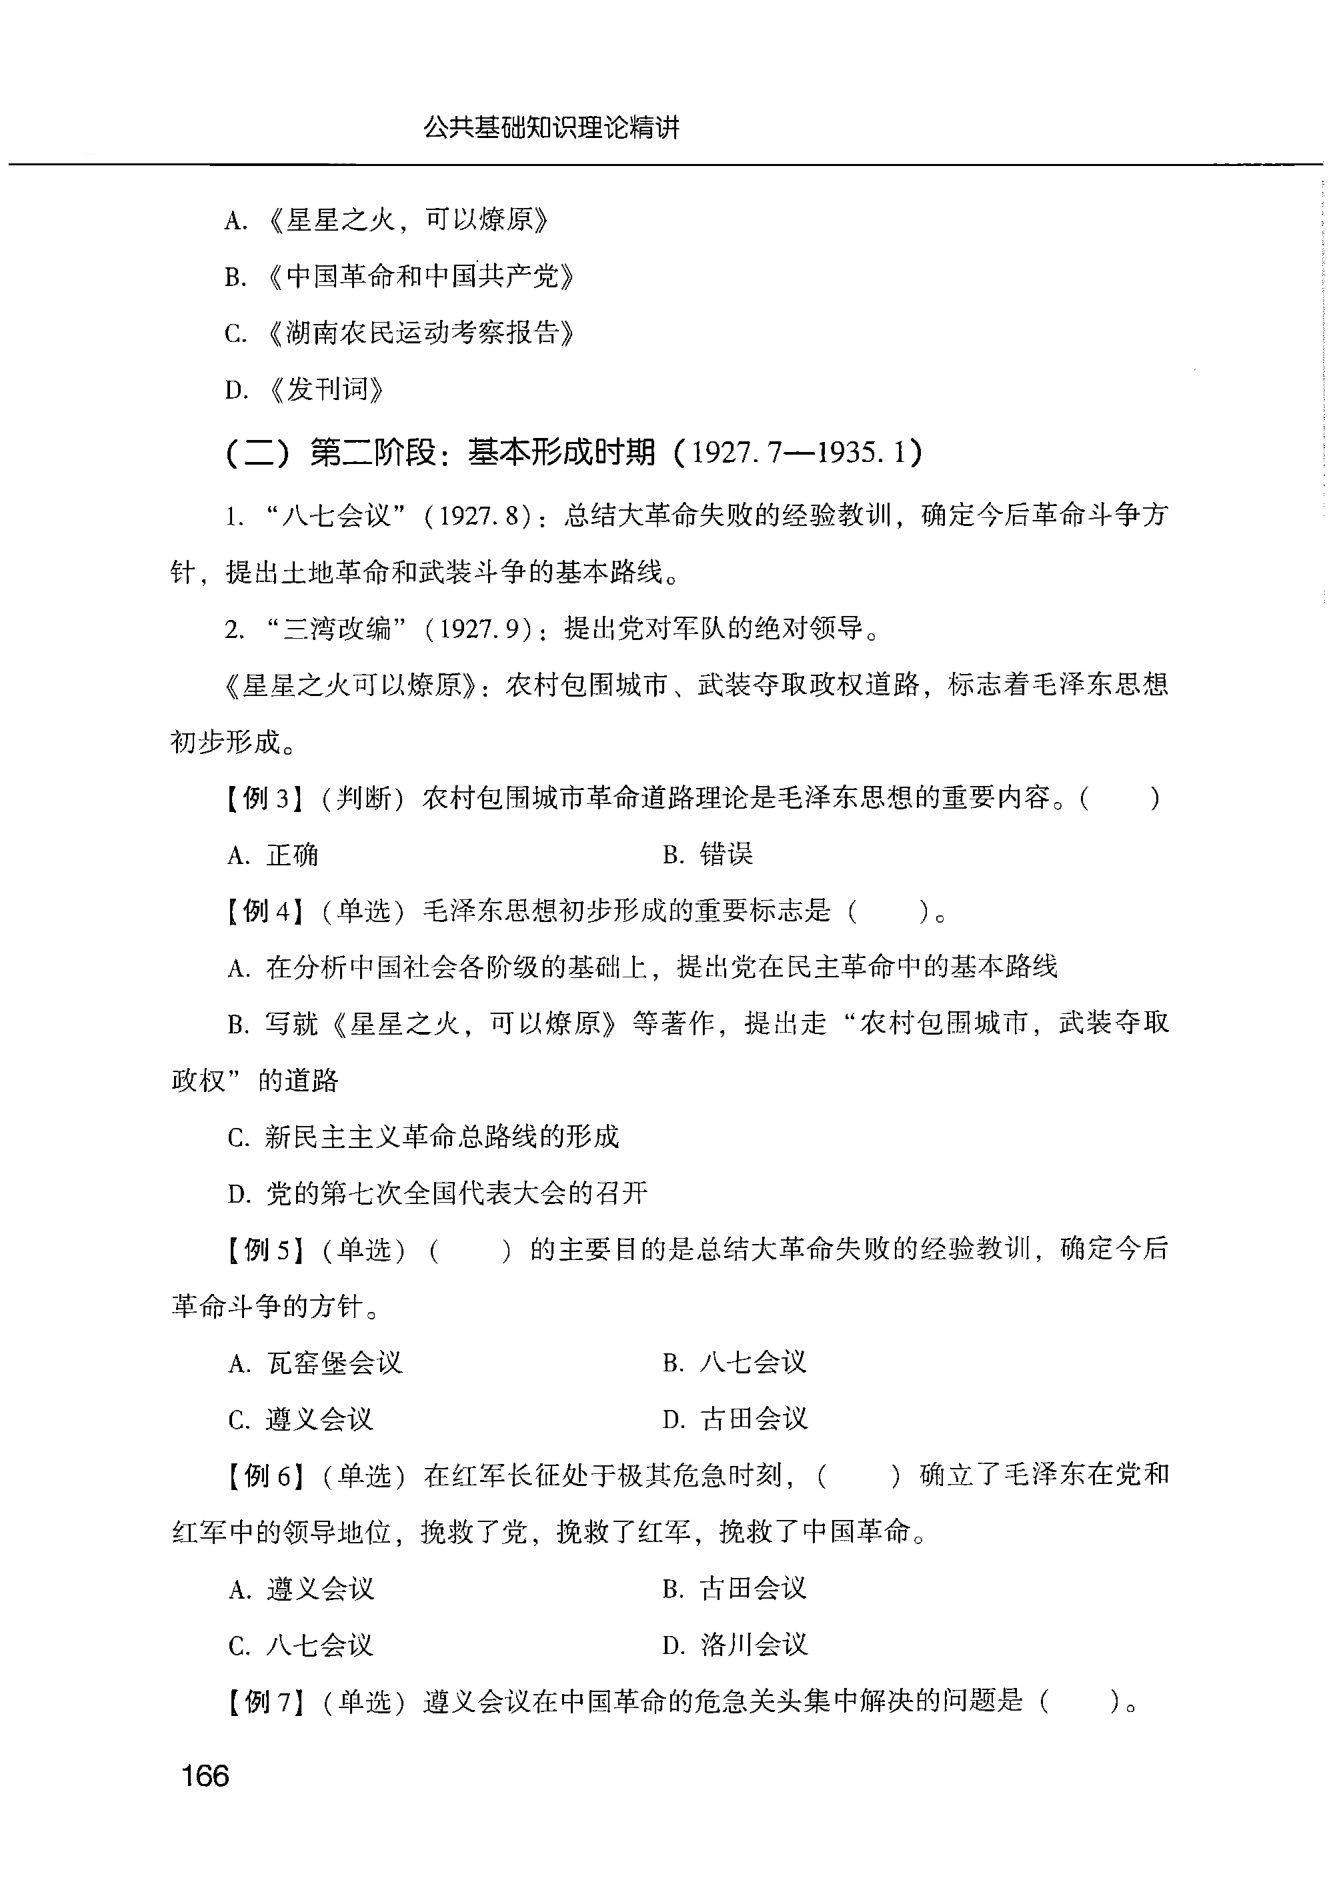 公共基础知识理论精讲
A. 《星星之火，可以燎原》
B. 《中国革命和中国共产党》
C. 《湖南农民运动考察报告》
D. 《发刊词》
（二）第二阶段：基本形成时期（1927. 7—1935. 1）
1. “八七会议”（1927. 8）：总结大革命失败的经验教训，确定今后革命斗争方
针，提出土地革命和武装斗争的基本路线。
2. “三湾改编”（1927. 9）：提出党对军队的绝对领导。
《星星之火可以燎原》：农村包围城市、武装夺取政权道路，标志着毛泽东思想
初步形成。
【例 3】（判断）农村包围城市革命道路理论是毛泽东思想的重要内容。（　　）
A. 正确　　B. 错误
【例 4】（单选）毛泽东思想初步形成的重要标志是（　　）。
A. 在分析中国社会各阶级的基础上，提出党在民主革命中的基本路线
B. 写就《星星之火，可以燎原》等著作，提出走“农村包围城市，武装夺取
政权”的道路
C. 新民主主义革命总路线的形成
D. 党的第七次全国代表大会的召开
【例 5】（单选）（　　）的主要目的是总结大革命失败的经验教训，确定今后
革命斗争的方针。
A. 瓦窑堡会议　　B. 八七会议
C. 遵义会议　　D. 古田会议
【例 6】（单选）在红军长征处于极其危急时刻，（　　）确立了毛泽东在党和
红军中的领导地位，挽救了党，挽救了红军，挽救了中国革命。
A. 遵义会议　　B. 古田会议
C. 八七会议　　D. 洛川会议
【例 7】（单选）遵义会议在中国革命的危急关头集中解决的问题是（　　）。
166